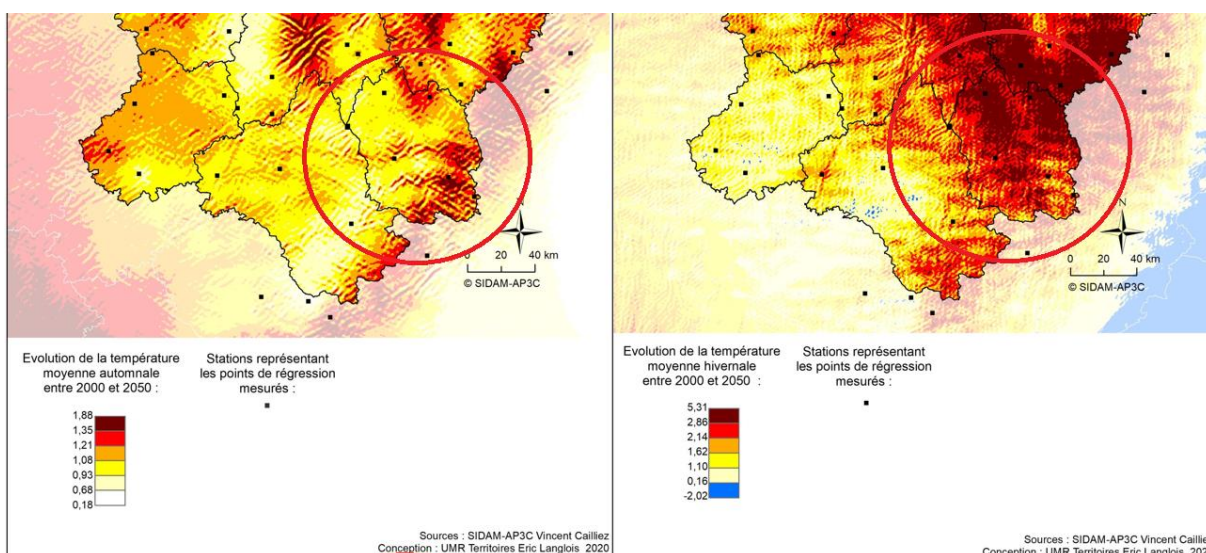 N
0 20 40 km
© SIDAM-AP3C
Evolution de la température
moyenne automnale
entre 2000 et 2050 :
Stations représentant
les points de régression
mesurés :
1,88
1,35
1,21
1,08
0,93
0,68
0,18
Sources : SIDAM-AP3C Vincent Cailliez
Conception : UMR Territoires Eric Langlois 2020
N
0 20 40 km
© SIDAM-AP3C
Evolution de la température
moyenne hivernale
entre 2000 et 2050 :
Stations représentant
les points de régression
mesurés :
5,31
2,86
2,14
1,62
1,10
0,16
-2,02
Sources : SIDAM-AP3C Vincent Cailliez
Conception : UMR Territoires Eric Langlois